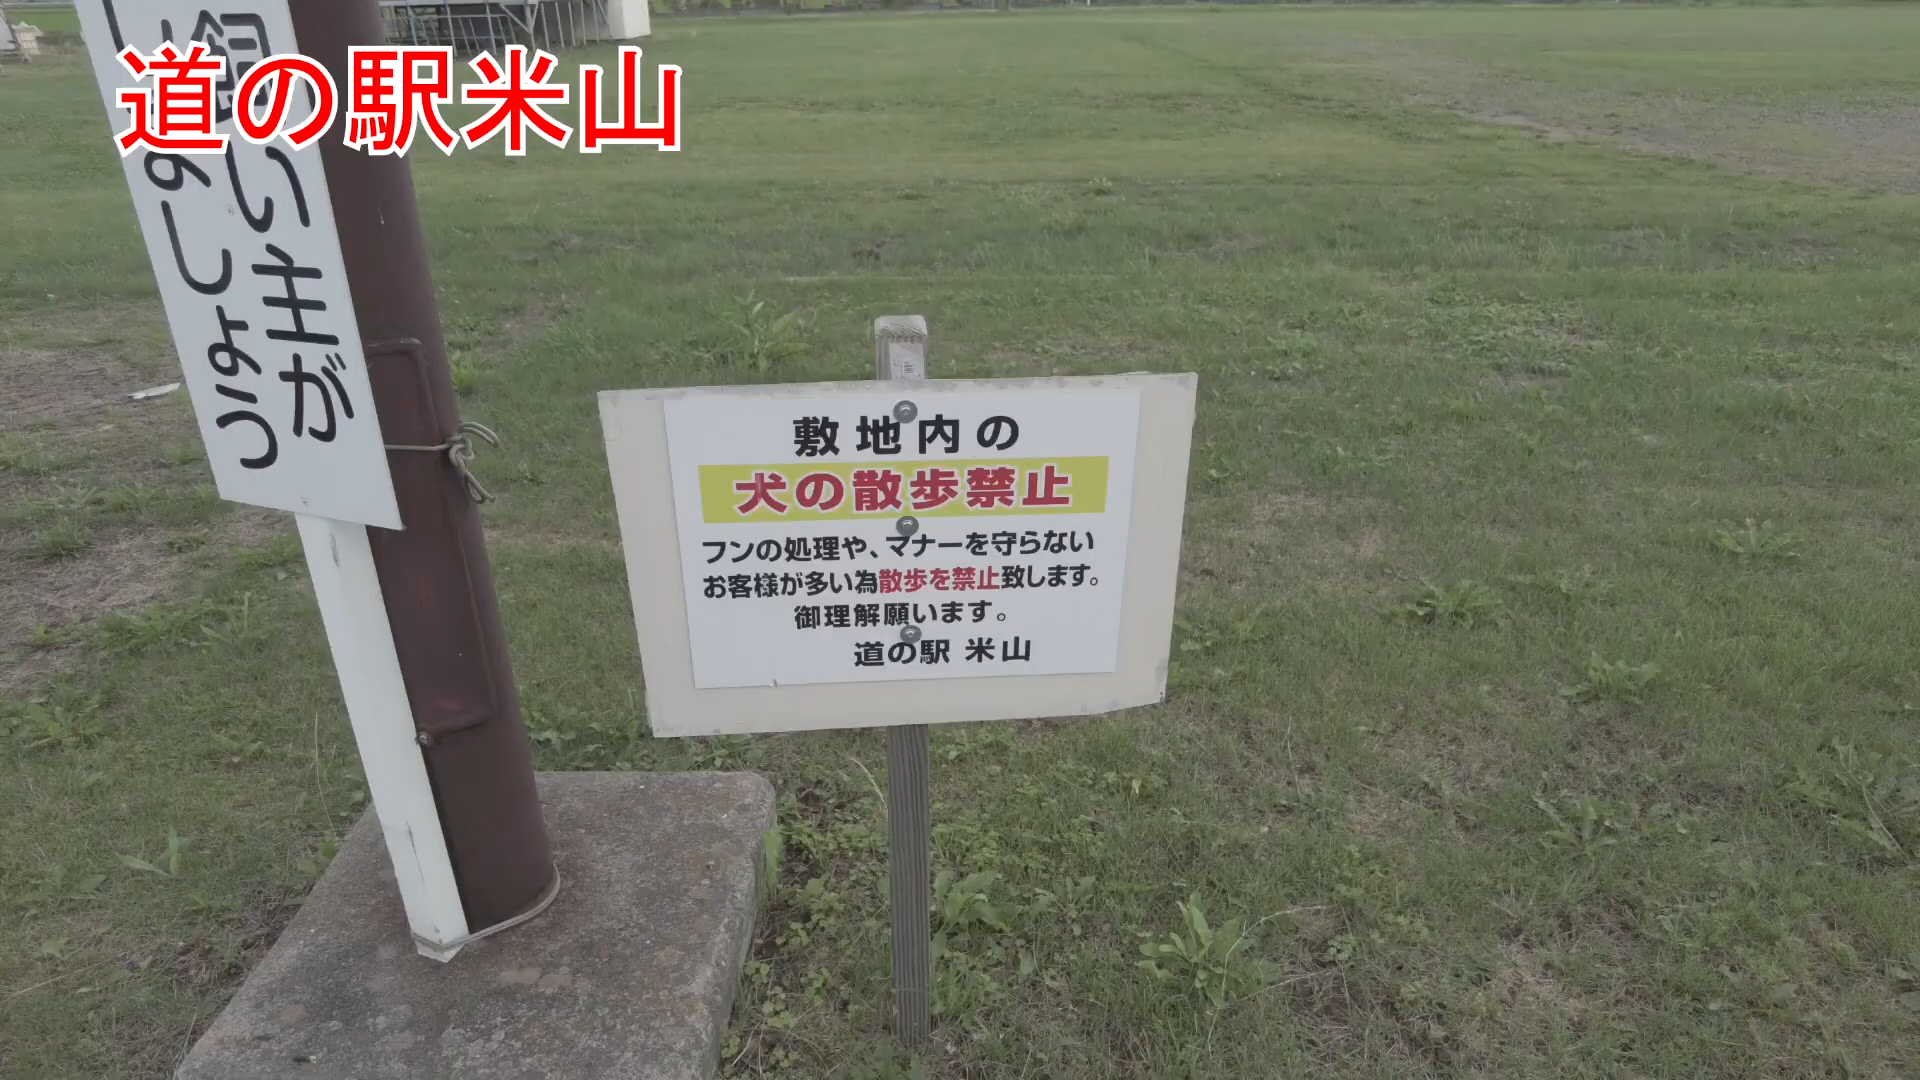 道の駅米山
飼い主が
しましょう
敷地内の
犬の散歩禁止
フンの処理や、マナーを守らない
お客様が多い為散歩を禁止致します。
御理解願います。
道の駅 米山